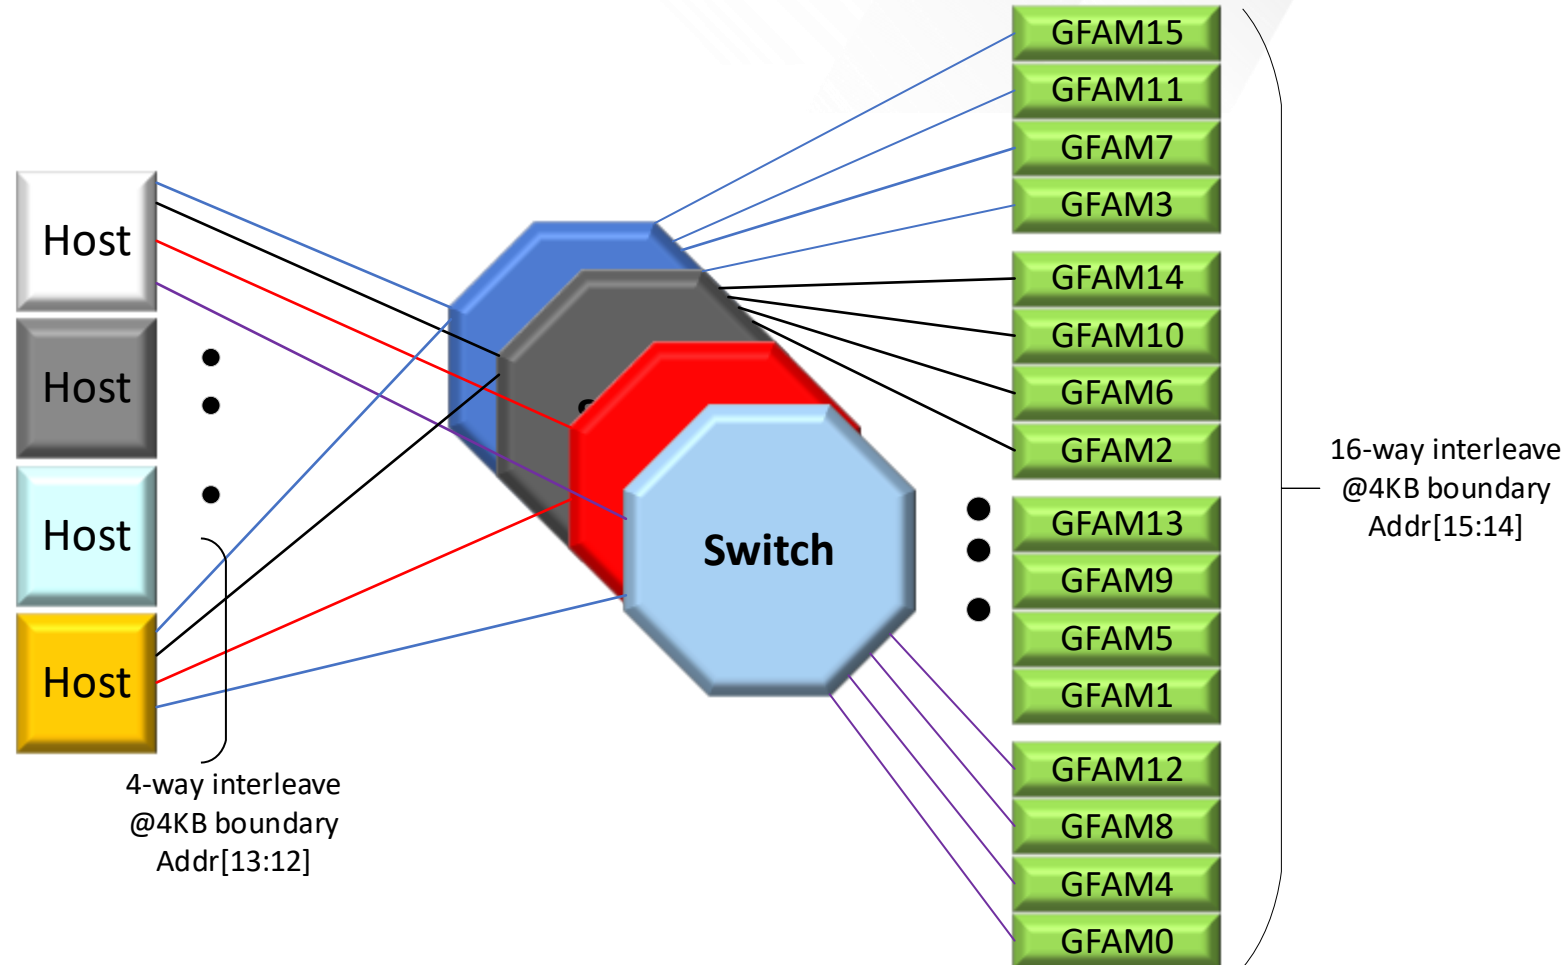 GFAM15
GFAM11
GFAM7
GFAM3
GFAM14
GFAM10
GFAM6
GFAM2
GFAM13
GFAM9
GFAM5
GFAM1
GFAM12
GFAM8
GFAM4
GFAM0
Host
Host
Host
Host
Switch
4-way interleave
@4KB boundary
Addr[13:12]
16-way interleave
@4KB boundary
Addr[15:14]